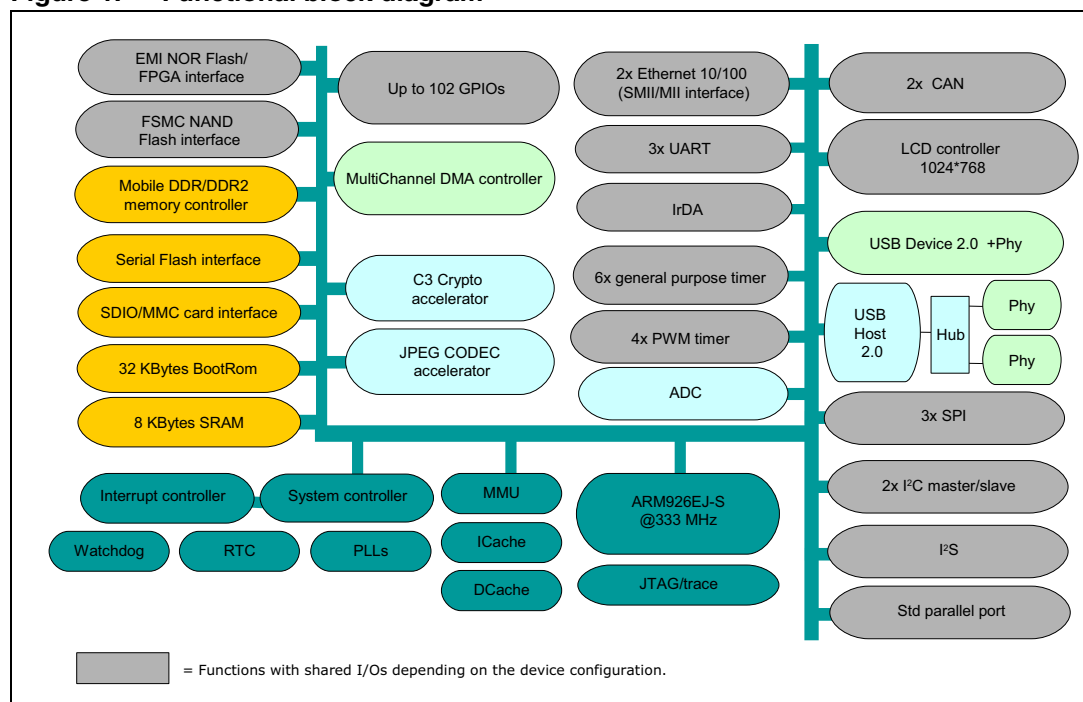 Figure 1. Functional block diagram
EMI NOR Flash/
FPGA interface
FSMC NAND
Flash interface
Mobile DDR/DDR2
memory controller
Serial Flash interface
SDIO/MMC card interface
32 KBytes BootRom
8 KBytes SRAM
Up to 102 GPIOs
MultiChannel DMA controller
C3 Crypto
accelerator
JPEG CODEC
accelerator
2x Ethernet 10/100
(SMII/MII interface)
3x UART
IrDA
6x general purpose timer
4x PWM timer
ADC
2x CAN
LCD controller
1024*768
USB Device 2.0 +Phy
USB
Host
2.0
Hub
Phy
Phy
3x SPI
2x I²C master/slave
I²S
Std parallel port
Interrupt controller
System controller
Watchdog
RTC
PLLs
MMU
ICache
DCache
ARM926EJ-S
@333 MHz
JTAG/trace
= Functions with shared I/Os depending on the device configuration.